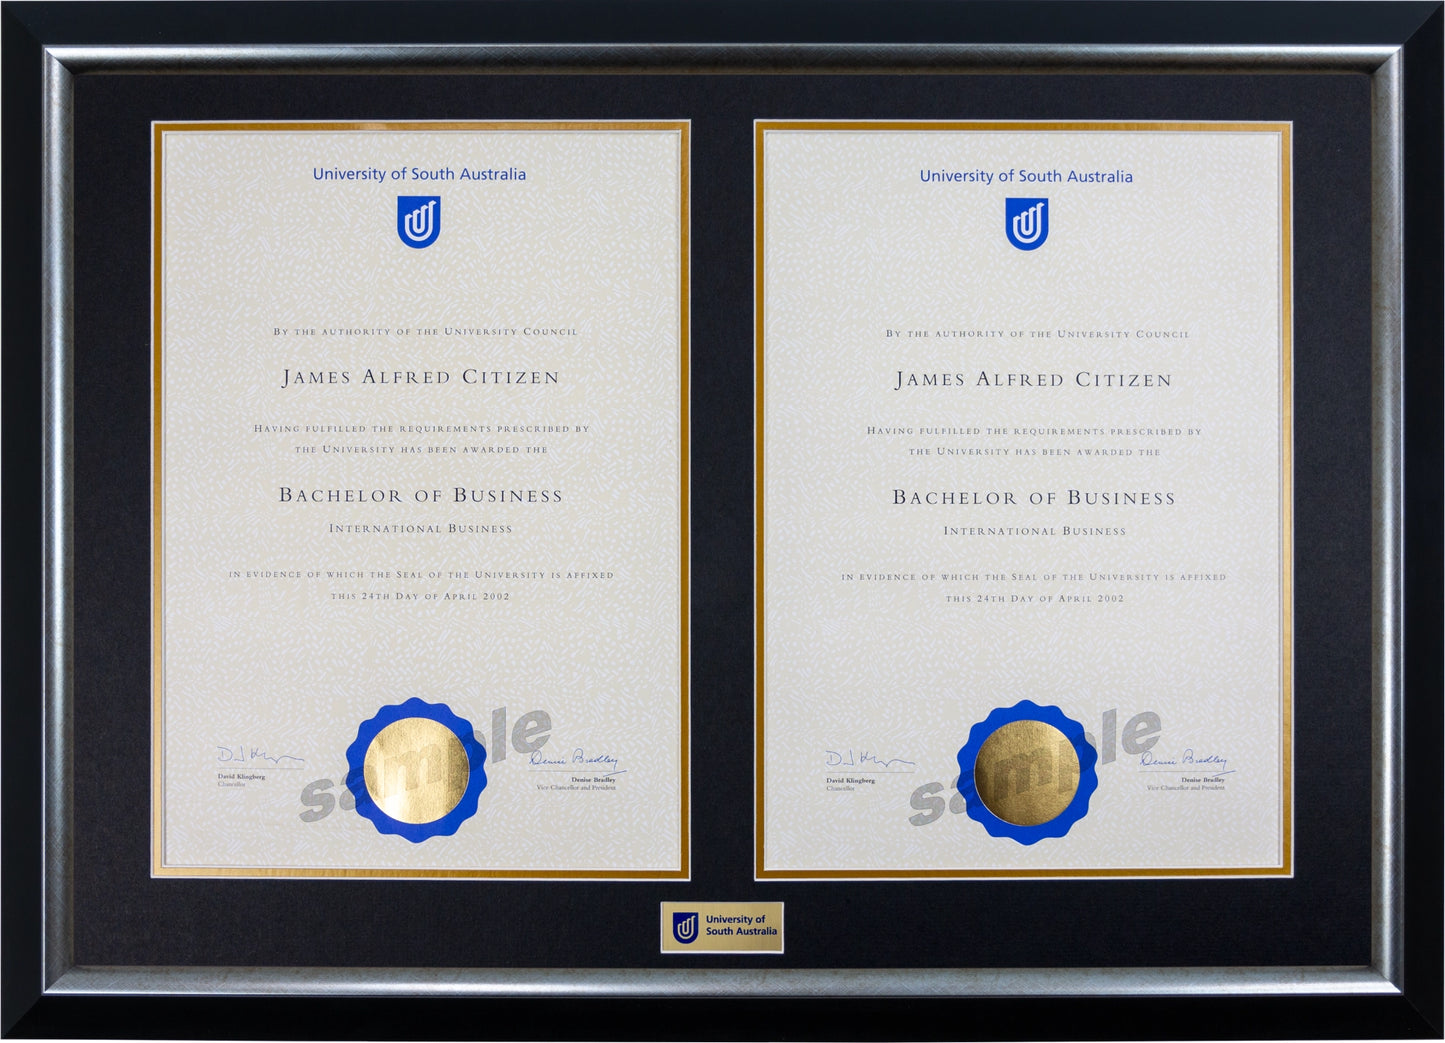 University of South Australia
By the authority of the University Council
James Alfred Citizen
Having fulfilled the requirements prescribed by
the University has been awarded the
Bachelor of Business
International Business
in evidence of which the Seal of the University is affixed
this 24th Day of April 2002
sample
David Klingberg
Chancellor
Denise Bradley
Denise Bradley
Vice Chancellor and President
University of South Australia
By the authority of the University Council
James Alfred Citizen
Having fulfilled the requirements prescribed by
the University has been awarded the
Bachelor of Business
International Business
in evidence of which the Seal of the University is affixed
this 24th Day of April 2002
sample
David Klingberg
Chancellor
Denise Bradley
Denise Bradley
Vice Chancellor and President
University of
South Australia